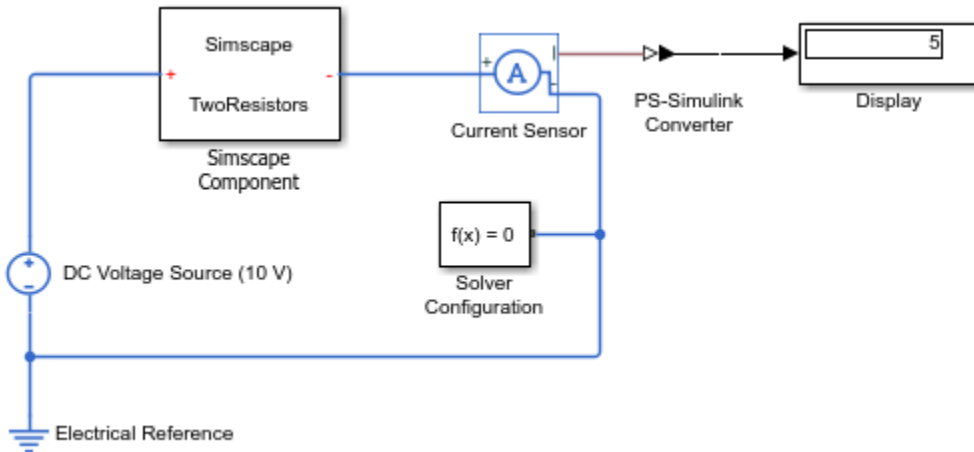 Simscape
+
-
TwoResistors
Simscape
Component
+
A
I
-
Current Sensor
PS-Simulink
Converter
5
Display
f(x) = 0
Solver
Configuration
+
-
DC Voltage Source (10 V)
Electrical Reference